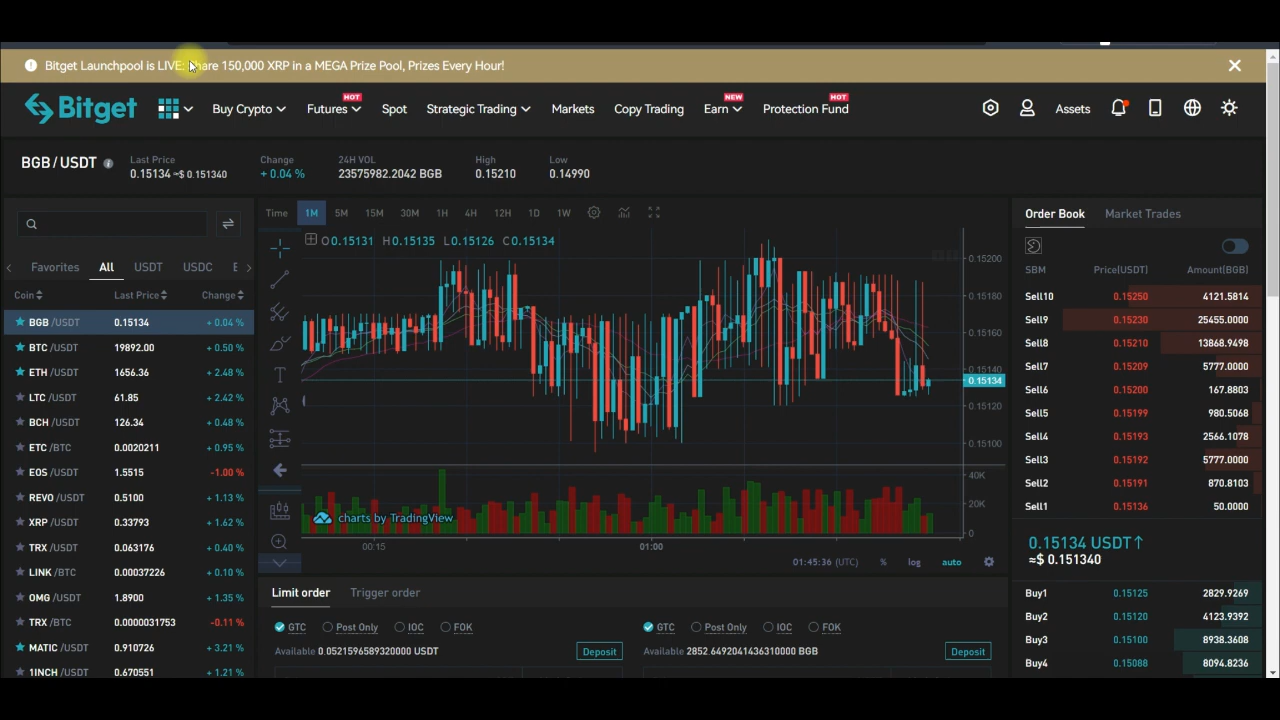 Bitget Launchpool is LIVE: Share 150,000 XRP in a MEGA Prize Pool, Prizes Every Hour!
Bitget
Buy Crypto
Futures HOT
Spot
Strategic Trading
Markets
Copy Trading
Earn NEW
Protection Fund HOT
Assets
BGB/USDT
Last Price
0.15134 ≈$ 0.151340
Change
+ 0.04 %
24H VOL
23575982.2042 BGB
High
0.15210
Low
0.14990
Favorites All USDT USDC E
Coin Last Price Change
BGB /USDT 0.15134 + 0.04 %
BTC /USDT 19892.00 + 0.50 %
ETH /USDT 1656.36 + 2.48 %
LTC /USDT 61.85 + 2.42 %
BCH /USDT 126.34 + 0.48 %
ETC /BTC 0.0020211 + 0.95 %
EOS /USDT 1.5515 -1.00 %
REVO /USDT 0.5100 + 1.13 %
XRP /USDT 0.33793 + 1.62 %
TRX /USDT 0.063176 + 0.40 %
LINK /BTC 0.00037226 + 0.10 %
OMG /USDT 1.8900 + 1.35 %
TRX /BTC 0.0000031753 -0.11 %
MATIC /USDT 0.910726 + 3.21 %
1INCH /USDT 0.670551 + 1.21 %
Time 1M 5M 15M 30M 1H 4H 12H 1D 1W
O 0.15131 H 0.15135 L 0.15126 C 0.15134
0.15200
0.15180
0.15160
0.15140
0.15134
0.15120
0.15100
40K
20K
0
charts by TradingView
00:15 01:00
01:45:36 (UTC) % log auto
Limit order Trigger order
GTC Post Only IOC FOK
Available 0.0521596589320000 USDT Deposit
GTC Post Only IOC FOK
Available 2852.6492041436310000 BGB Deposit
Order Book Market Trades
SBM Price(USDT) Amount(BGB)
Sell10 0.15250 4121.5814
Sell9 0.15230 25455.0000
Sell8 0.15210 13868.9498
Sell7 0.15209 5777.0000
Sell6 0.15200 167.8803
Sell5 0.15199 980.5068
Sell4 0.15193 2566.1078
Sell3 0.15192 5777.0000
Sell2 0.15191 870.8103
Sell1 0.15136 50.0000
0.15134 USDT↑
≈$ 0.151340
Buy1 0.15125 2829.9269
Buy2 0.15120 4123.9392
Buy3 0.15100 8938.3608
Buy4 0.15088 8094.8236